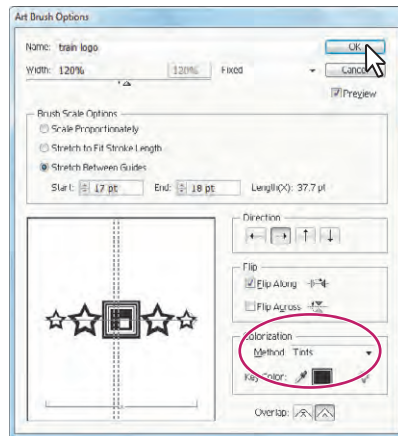 Art Brush Options
Name: train logo
OK
Width: 120% 120% Fixed
Cancel
Preview
Brush Scale Options
Scale Proportionately
Stretch to Fit Stroke Length
Stretch Between Guides
Start: 17 pt End: 18 pt Length(X): 37.7 pt
Direction
Flip
Flip Along
Flip Across
Colorization
Method: Tints
Key Color:
Overlap: